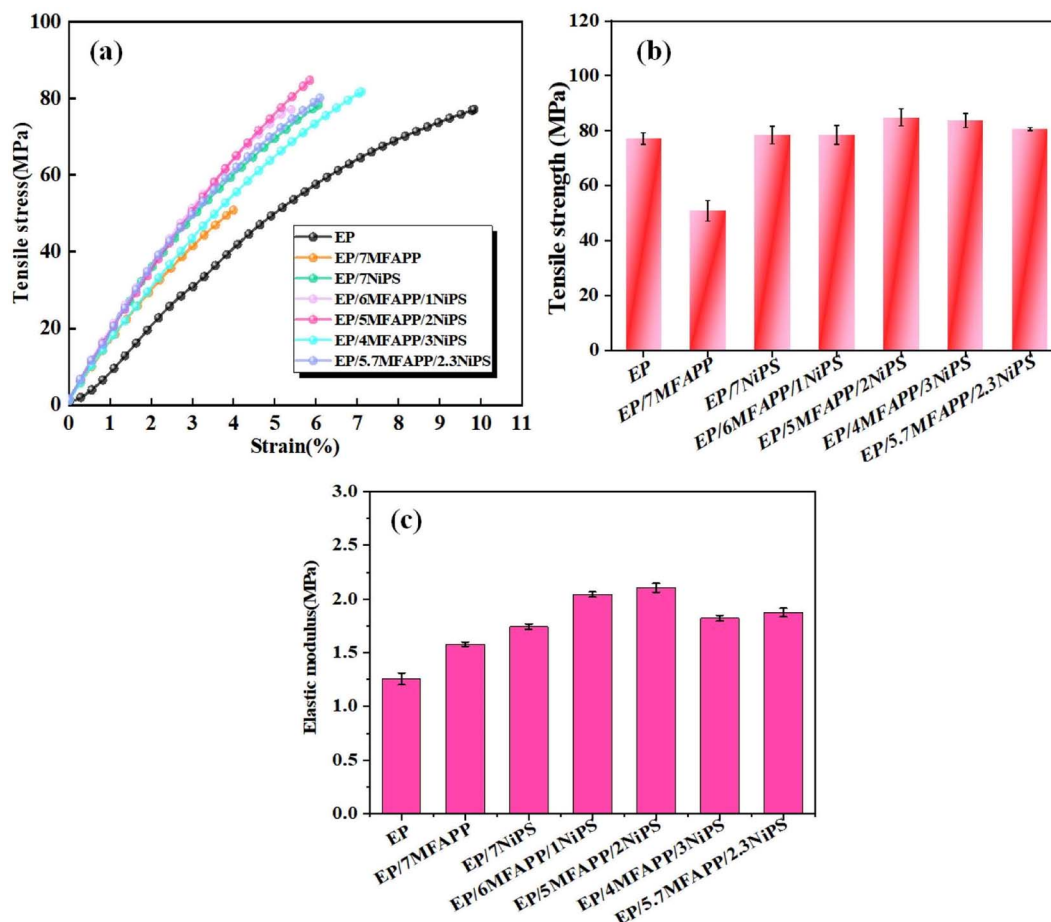 (a)
Tensile stress(MPa)
100
80
60
40
20
0
0 1 2 3 4 5 6 7 8 9 10 11
Strain(%)
EP
EP/7MFAPP
EP/7NiPS
EP/6MFAPP/1NiPS
EP/5MFAPP/2NiPS
EP/4MFAPP/3NiPS
EP/5.7MFAPP/2.3NiPS
(b)
Tensile strength (MPa)
120
100
80
60
40
20
0
EP
EP/7MFAPP
EP/7NiPS
EP/6MFAPP/1NiPS
EP/5MFAPP/2NiPS
EP/4MFAPP/3NiPS
EP/5.7MFAPP/2.3NiPS
(c)
Elastic modulus(MPa)
3.0
2.5
2.0
1.5
1.0
0.5
0.0
EP
EP/7MFAPP
EP/7NiPS
EP/6MFAPP/1NiPS
EP/5MFAPP/2NiPS
EP/4MFAPP/3NiPS
EP/5.7MFAPP/2.3NiPS